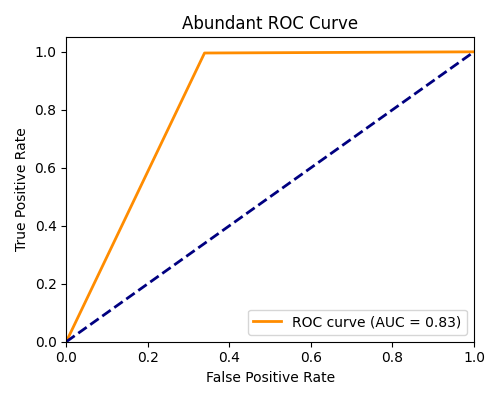 Abundant ROC Curve
True Positive Rate
1.0
0.8
0.6
0.4
0.2
0.0
ROC curve (AUC = 0.83)
0.0 0.2 0.4 0.6 0.8 1.0
False Positive Rate